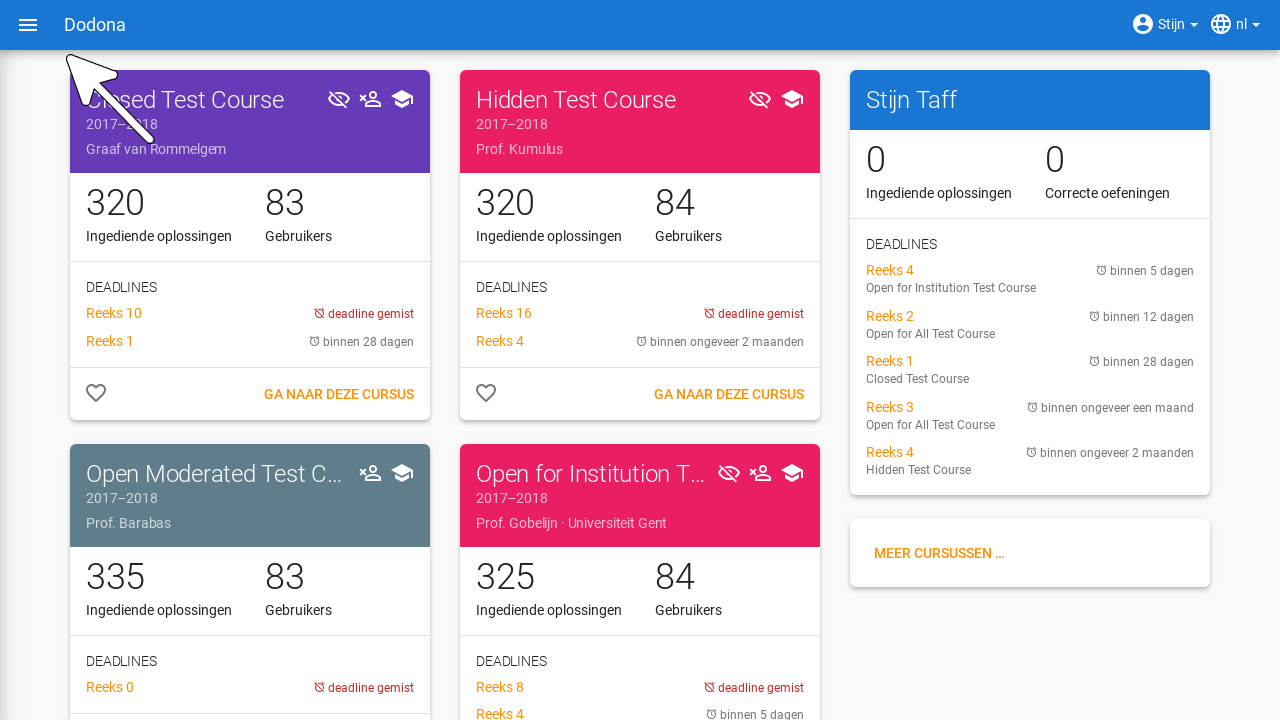 Dodona
Stijn
nl
Closed Test Course
2017–2018
Graaf van Rommelgem
320
83
Ingediende oplossingen
Gebruikers
DEADLINES
Reeks 10
deadline gemist
Reeks 1
binnen 28 dagen
GA NAAR DEZE CURSUS
Hidden Test Course
2017–2018
Prof. Kumulus
320
84
Ingediende oplossingen
Gebruikers
DEADLINES
Reeks 16
deadline gemist
Reeks 4
binnen ongeveer 2 maanden
GA NAAR DEZE CURSUS
Stijn Taff
0
0
Ingediende oplossingen
Correcte oefeningen
DEADLINES
Reeks 4
binnen 5 dagen
Open for Institution Test Course
Reeks 2
binnen 12 dagen
Open for All Test Course
Reeks 1
binnen 28 dagen
Closed Test Course
Reeks 3
binnen ongeveer een maand
Open for All Test Course
Reeks 4
binnen ongeveer 2 maanden
Hidden Test Course
MEER CURSUSSEN ...
Open Moderated Test C...
2017–2018
Prof. Barabas
335
83
Ingediende oplossingen
Gebruikers
DEADLINES
Reeks 0
deadline gemist
Open for Institution T...
2017–2018
Prof. Gobelijn · Universiteit Gent
325
84
Ingediende oplossingen
Gebruikers
DEADLINES
Reeks 8
deadline gemist
Reeks 4
binnen 5 dagen